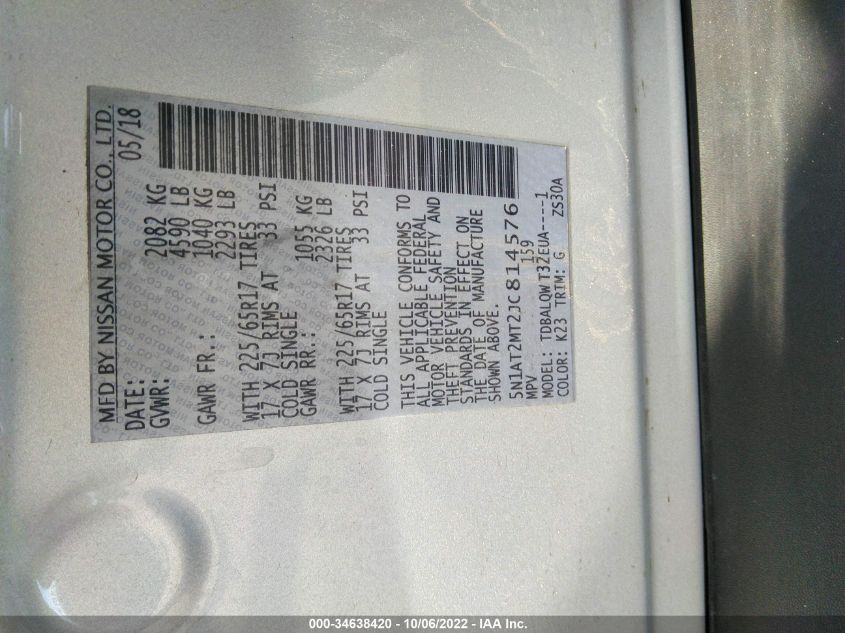 MFD BY NISSAN MOTOR CO., LTD.
DATE: 05/18
GVWR: 2082 KG
4590 LB
GAWR FR.: 1040 KG
2293 LB
WITH 225/65R17 TIRES
17 X 7J RIMS AT 33 PSI
COLD SINGLE
GAWR RR.: 1055 KG
2326 LB
WITH 225/65R17 TIRES
17 X 7J RIMS AT 33 PSI
COLD SINGLE
THIS VEHICLE CONFORMS TO
ALL APPLICABLE FEDERAL
MOTOR VEHICLE SAFETY AND
THEFT PREVENTION
STANDARDS IN EFFECT ON
THE DATE OF MANUFACTURE
SHOWN ABOVE.
5N1AT2MT2JC814576
MPV 159
MODEL: TDBALQW T32EUA----1
COLOR: K23 TRIM: G ZS30A
000-34638420 - 10/06/2022 - IAA Inc.